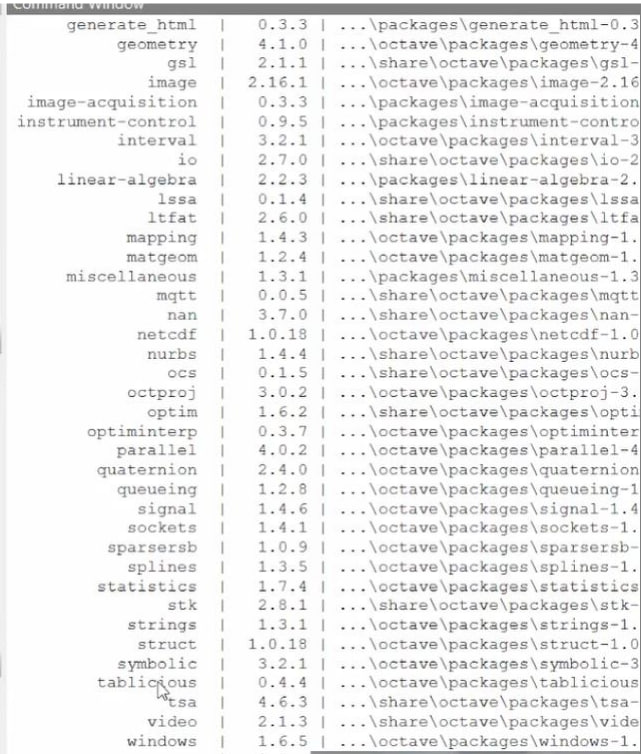 Command Window
generate_html | 0.3.3 | ...\packages\generate_html-0.3
geometry | 4.1.0 | ...\octave\packages\geometry-4
gsl | 2.1.1 | ...\share\octave\packages\gsl-
image | 2.16.1 | ...\octave\packages\image-2.16
image-acquisition | 0.3.3 | ...\packages\image-acquisition
instrument-control | 0.9.5 | ...\packages\instrument-contro
interval | 3.2.1 | ...\octave\packages\interval-3
io | 2.7.0 | ...\share\octave\packages\io-2
linear-algebra | 2.2.3 | ...\packages\linear-algebra-2.
lssa | 0.1.4 | ...\share\octave\packages\lssa
ltfat | 2.6.0 | ...\share\octave\packages\ltfa
mapping | 1.4.3 | ...\octave\packages\mapping-1.
matgeom | 1.2.4 | ...\octave\packages\matgeom-1.
miscellaneous | 1.3.1 | ...\packages\miscellaneous-1.3
mqtt | 0.0.5 | ...\share\octave\packages\mqtt
nan | 3.7.0 | ...\share\octave\packages\nan-
netcdf | 1.0.18 | ...\octave\packages\netcdf-1.0
nurbs | 1.4.4 | ...\share\octave\packages\nurb
ocs | 0.1.5 | ...\share\octave\packages\ocs-
octproj | 3.0.2 | ...\octave\packages\octproj-3.
optim | 1.6.2 | ...\share\octave\packages\opti
optiminterp | 0.3.7 | ...\octave\packages\optiminter
parallel | 4.0.2 | ...\octave\packages\parallel-4
quaternion | 2.4.0 | ...\octave\packages\quaternion
queueing | 1.2.8 | ...\octave\packages\queueing-1
signal | 1.4.6 | ...\octave\packages\signal-1.4
sockets | 1.4.1 | ...\octave\packages\sockets-1.
sparsersb | 1.0.9 | ...\octave\packages\sparsersb-
splines | 1.3.5 | ...\octave\packages\splines-1.
statistics | 1.7.4 | ...\octave\packages\statistics
stk | 2.8.1 | ...\share\octave\packages\stk-
strings | 1.3.1 | ...\octave\packages\strings-1.
struct | 1.0.18 | ...\octave\packages\struct-1.0
symbolic | 3.2.1 | ...\octave\packages\symbolic-3
tablicious | 0.4.4 | ...\octave\packages\tablicious
tsa | 4.6.3 | ...\share\octave\packages\tsa-
video | 2.1.3 | ...\share\octave\packages\vide
windows | 1.6.5 | ...\octave\packages\windows-1.